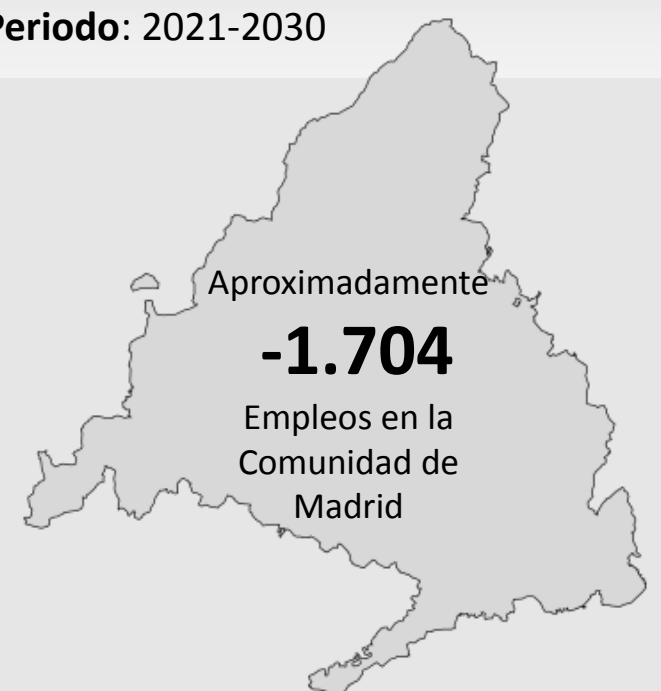 Periodo: 2021-2030
Aproximadamente
-1.704
Empleos en la
Comunidad de
Madrid